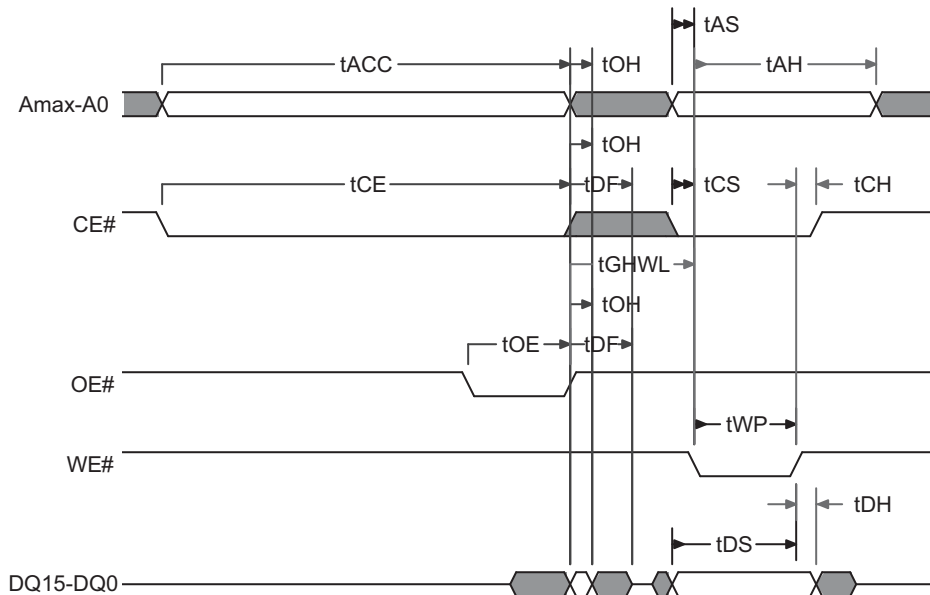 tAS
tACC
tOH
tAH
Amax-A0
tOH
tCE
tDF
tCS
tCH
CE#
tGHWL
tOH
tOE
tDF
OE#
tWP
WE#
tDH
tDS
DQ15-DQ0